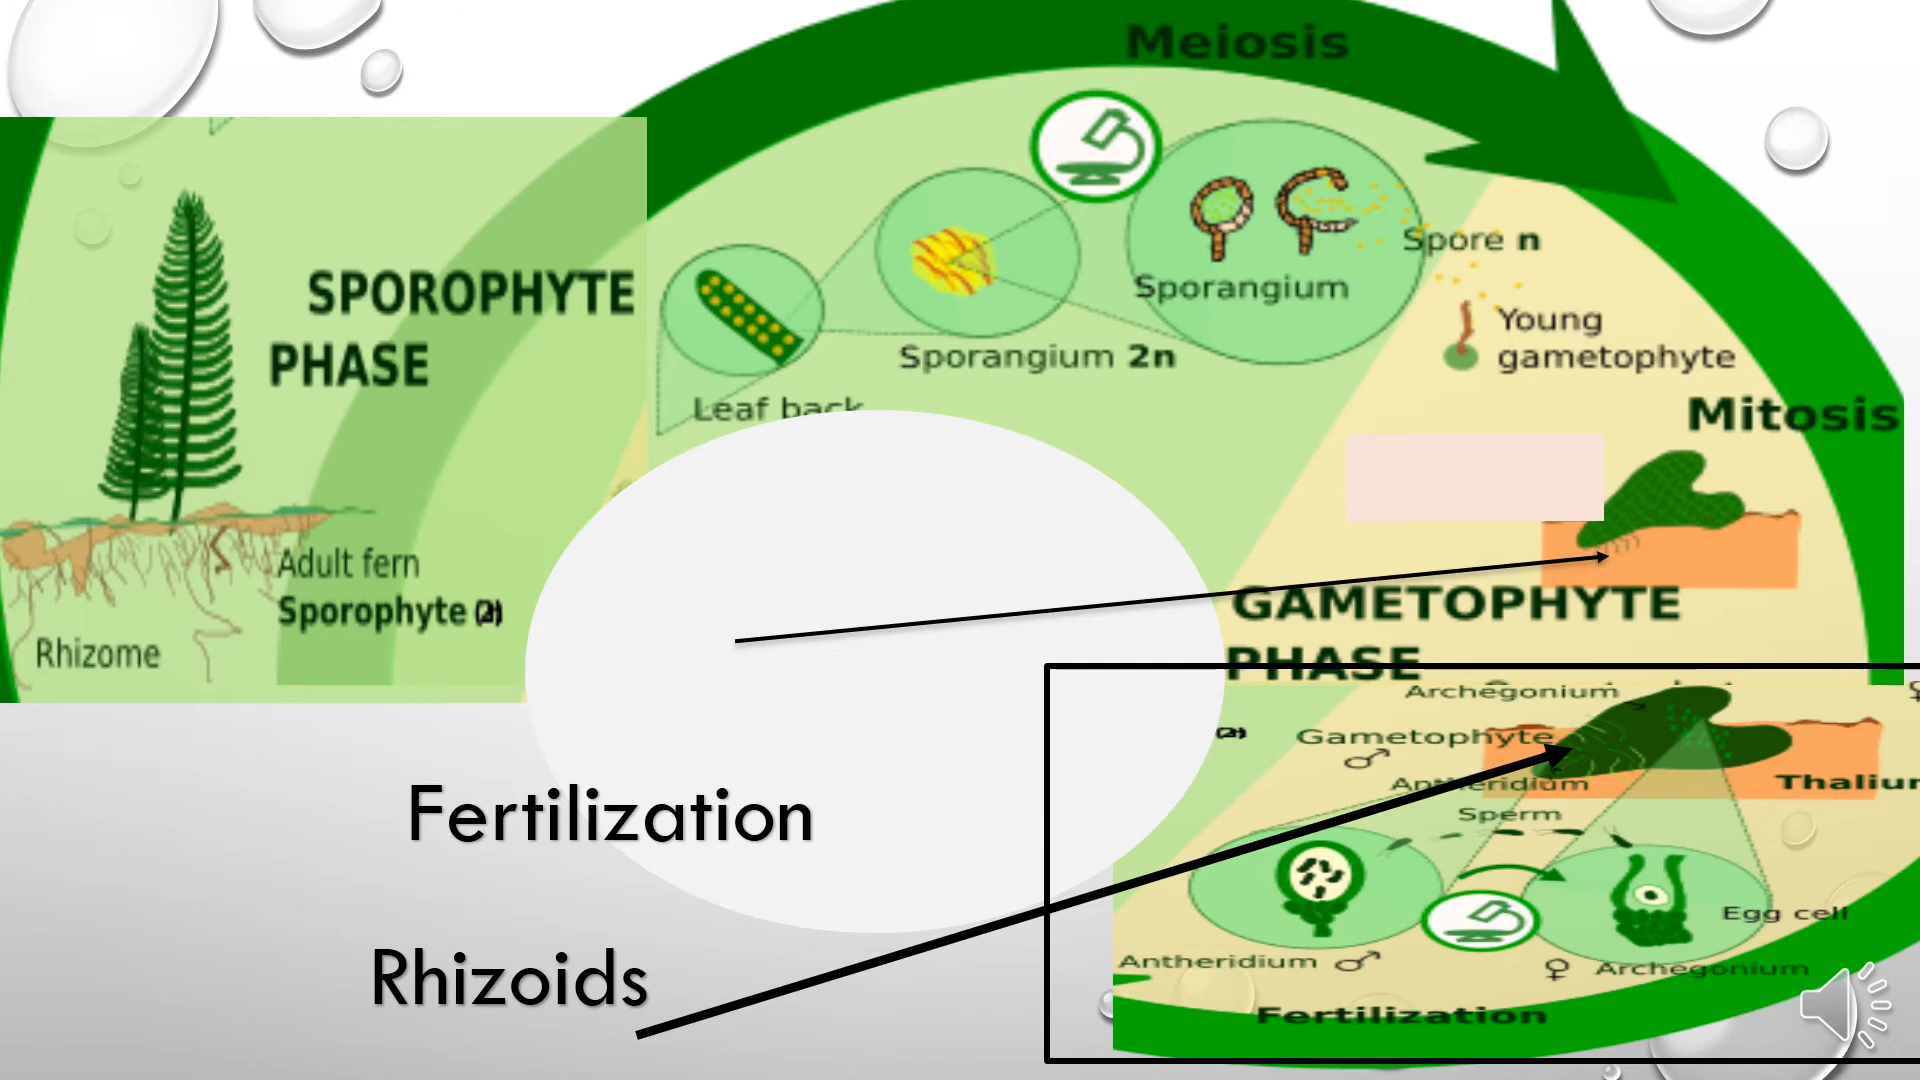 Meiosis
SPOROPHYTE
PHASE
Spore n
Sporangium
Young
gametophyte
Sporangium 2n
Leaf back
Mitosis
Adult fern
Sporophyte
Rhizome
GAMETOPHYTE
PHASE
Archegonium
Gametophyte
♂
Antheridium
Thaliur
Sperm
Fertilization
Egg cell
Antheridium ♂
♀ Archegonium
Rhizoids
Fertilization